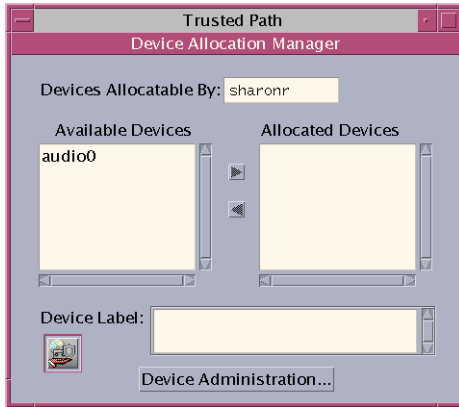 Trusted Path
Device Allocation Manager
Devices Allocatable By: sharonr
Available Devices Allocated Devices
audio0
Device Label:
Device Administration...